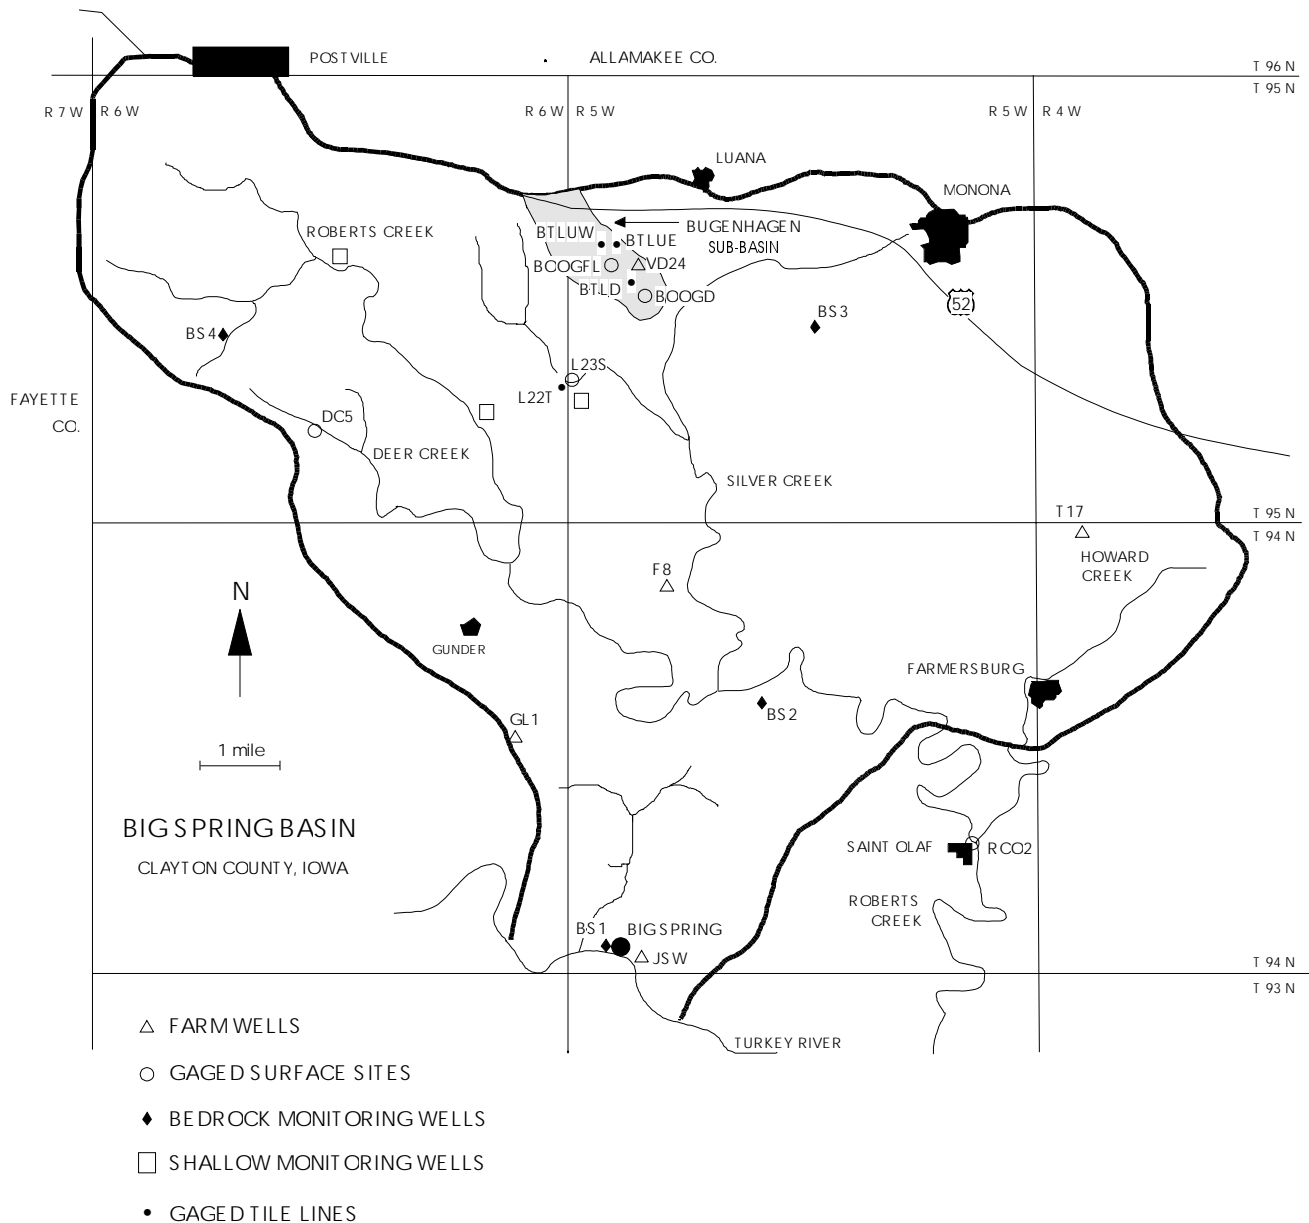 POSTVILLE
ALLAMAKEE CO.
T 96 N
T 95 N
R 7 W
R 6 W
R 6 W
R 5 W
R 5 W
R 4 W
LUANA
MONONA
ROBERTS CREEK
BUGENHAGEN
SUB-BASIN
BTLUW
BTLUE
BOOGFL
VD24
BTLD
BOOGD
52
BS3
BS4
L23S
L22T
FAYETTE
CO.
DC5
DEER CREEK
SILVER CREEK
T17
T 95 N
T 94 N
HOWARD
CREEK
F8
N
GUNDER
FARMERSBURG
GL1
BS2
1 mile
BIG SPRING BASIN
CLAYTON COUNTY, IOWA
SAINT OLAF
RCO2
ROBERTS
CREEK
BS1
BIG SPRING
JSW
T 94 N
T 93 N
TURKEY RIVER
FARM WELLS
GAGED SURFACE SITES
BEDROCK MONITORING WELLS
SHALLOW MONITORING WELLS
GAGED TILE LINES